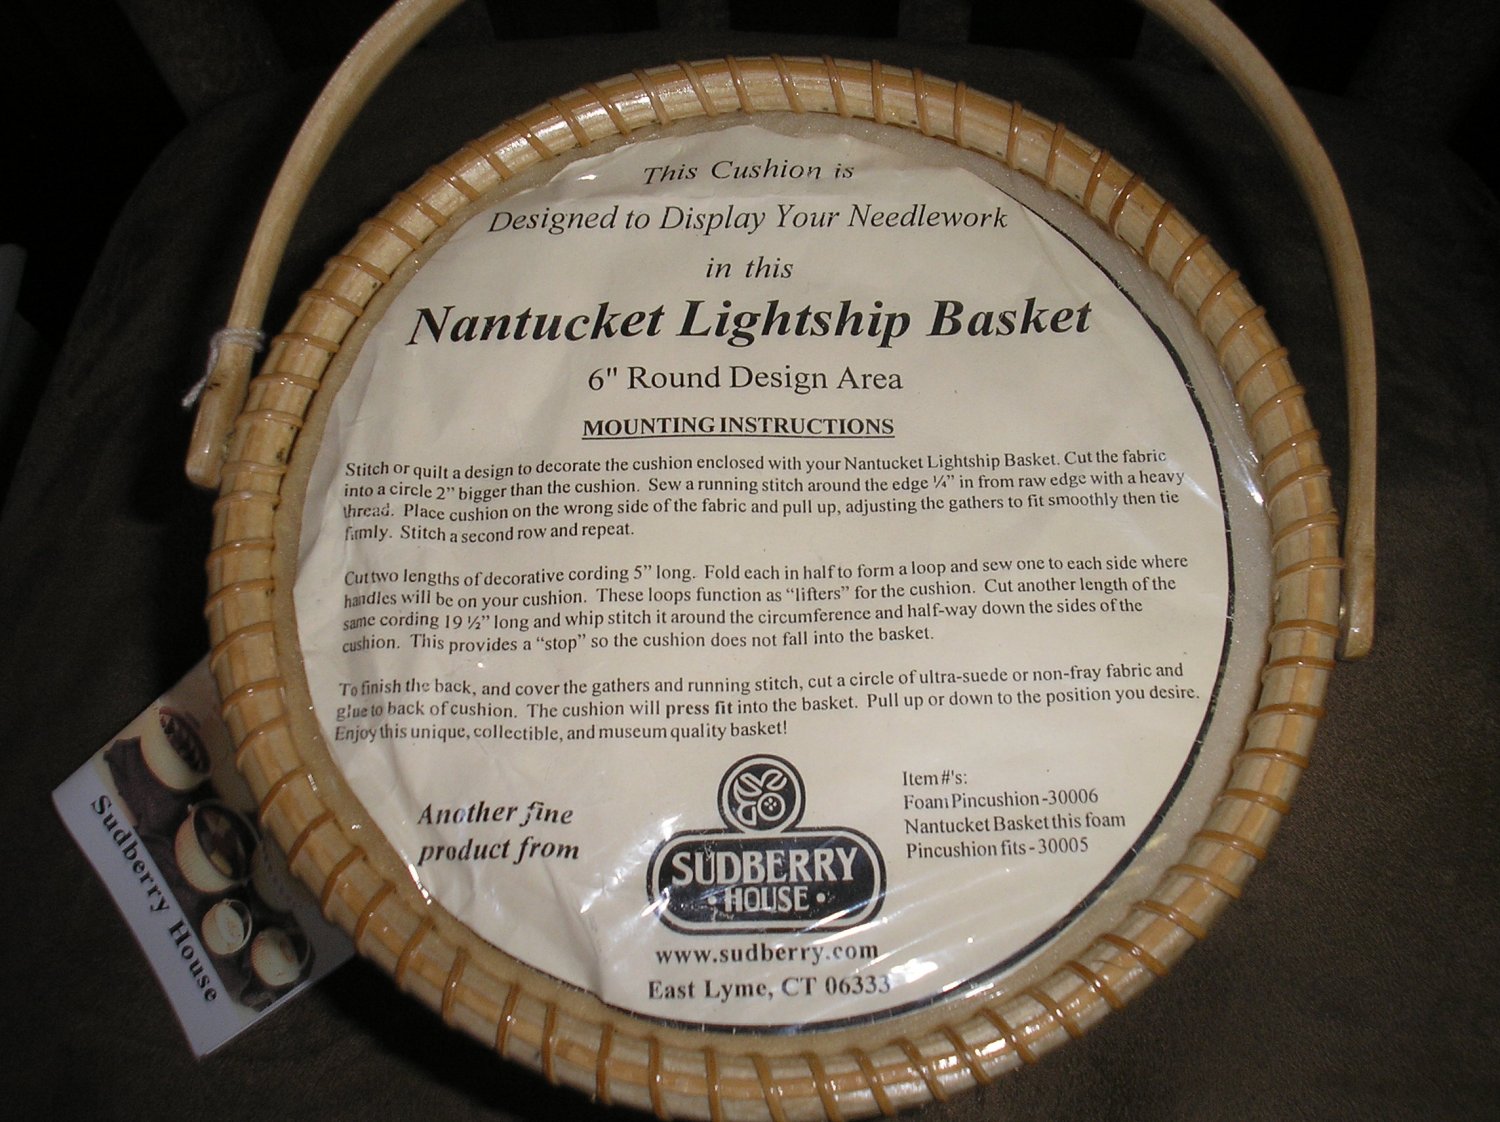 This Cushion is
Designed to Display Your Needlework
in this
Nantucket Lightship Basket
6" Round Design Area
MOUNTING INSTRUCTIONS
Stitch or quilt a design to decorate the cushion enclosed with your Nantucket Lightship Basket. Cut the fabric
into a circle 2” bigger than the cushion. Sew a running stitch around the edge ¼” in from raw edge with a heavy
thread. Place cushion on the wrong side of the fabric and pull up, adjusting the gathers to fit smoothly then tie
firmly. Stitch a second row and repeat.
Cut two lengths of decorative cording 5” long. Fold each in half to form a loop and sew one to each side where
handles will be on your cushion. These loops function as “lifters” for the cushion. Cut another length of the
same cording 19 ½” long and whip stitch it around the circumference and half-way down the sides of the
cushion. This provides a “stop” so the cushion does not fall into the basket.
To finish the back, and cover the gathers and running stitch, cut a circle of ultra-suede or non-fray fabric and
glue to back of cushion. The cushion will press fit into the basket. Pull up or down to the position you desire.
Enjoy this unique, collectible, and museum quality basket!
Another fine
product from
SUDBERRY
· HOUSE ·
www.sudberry.com
East Lyme, CT 06333
Item #'s:
Foam Pincushion - 30006
Nantucket Basket this foam
Pincushion fits - 30005
Sudberry House